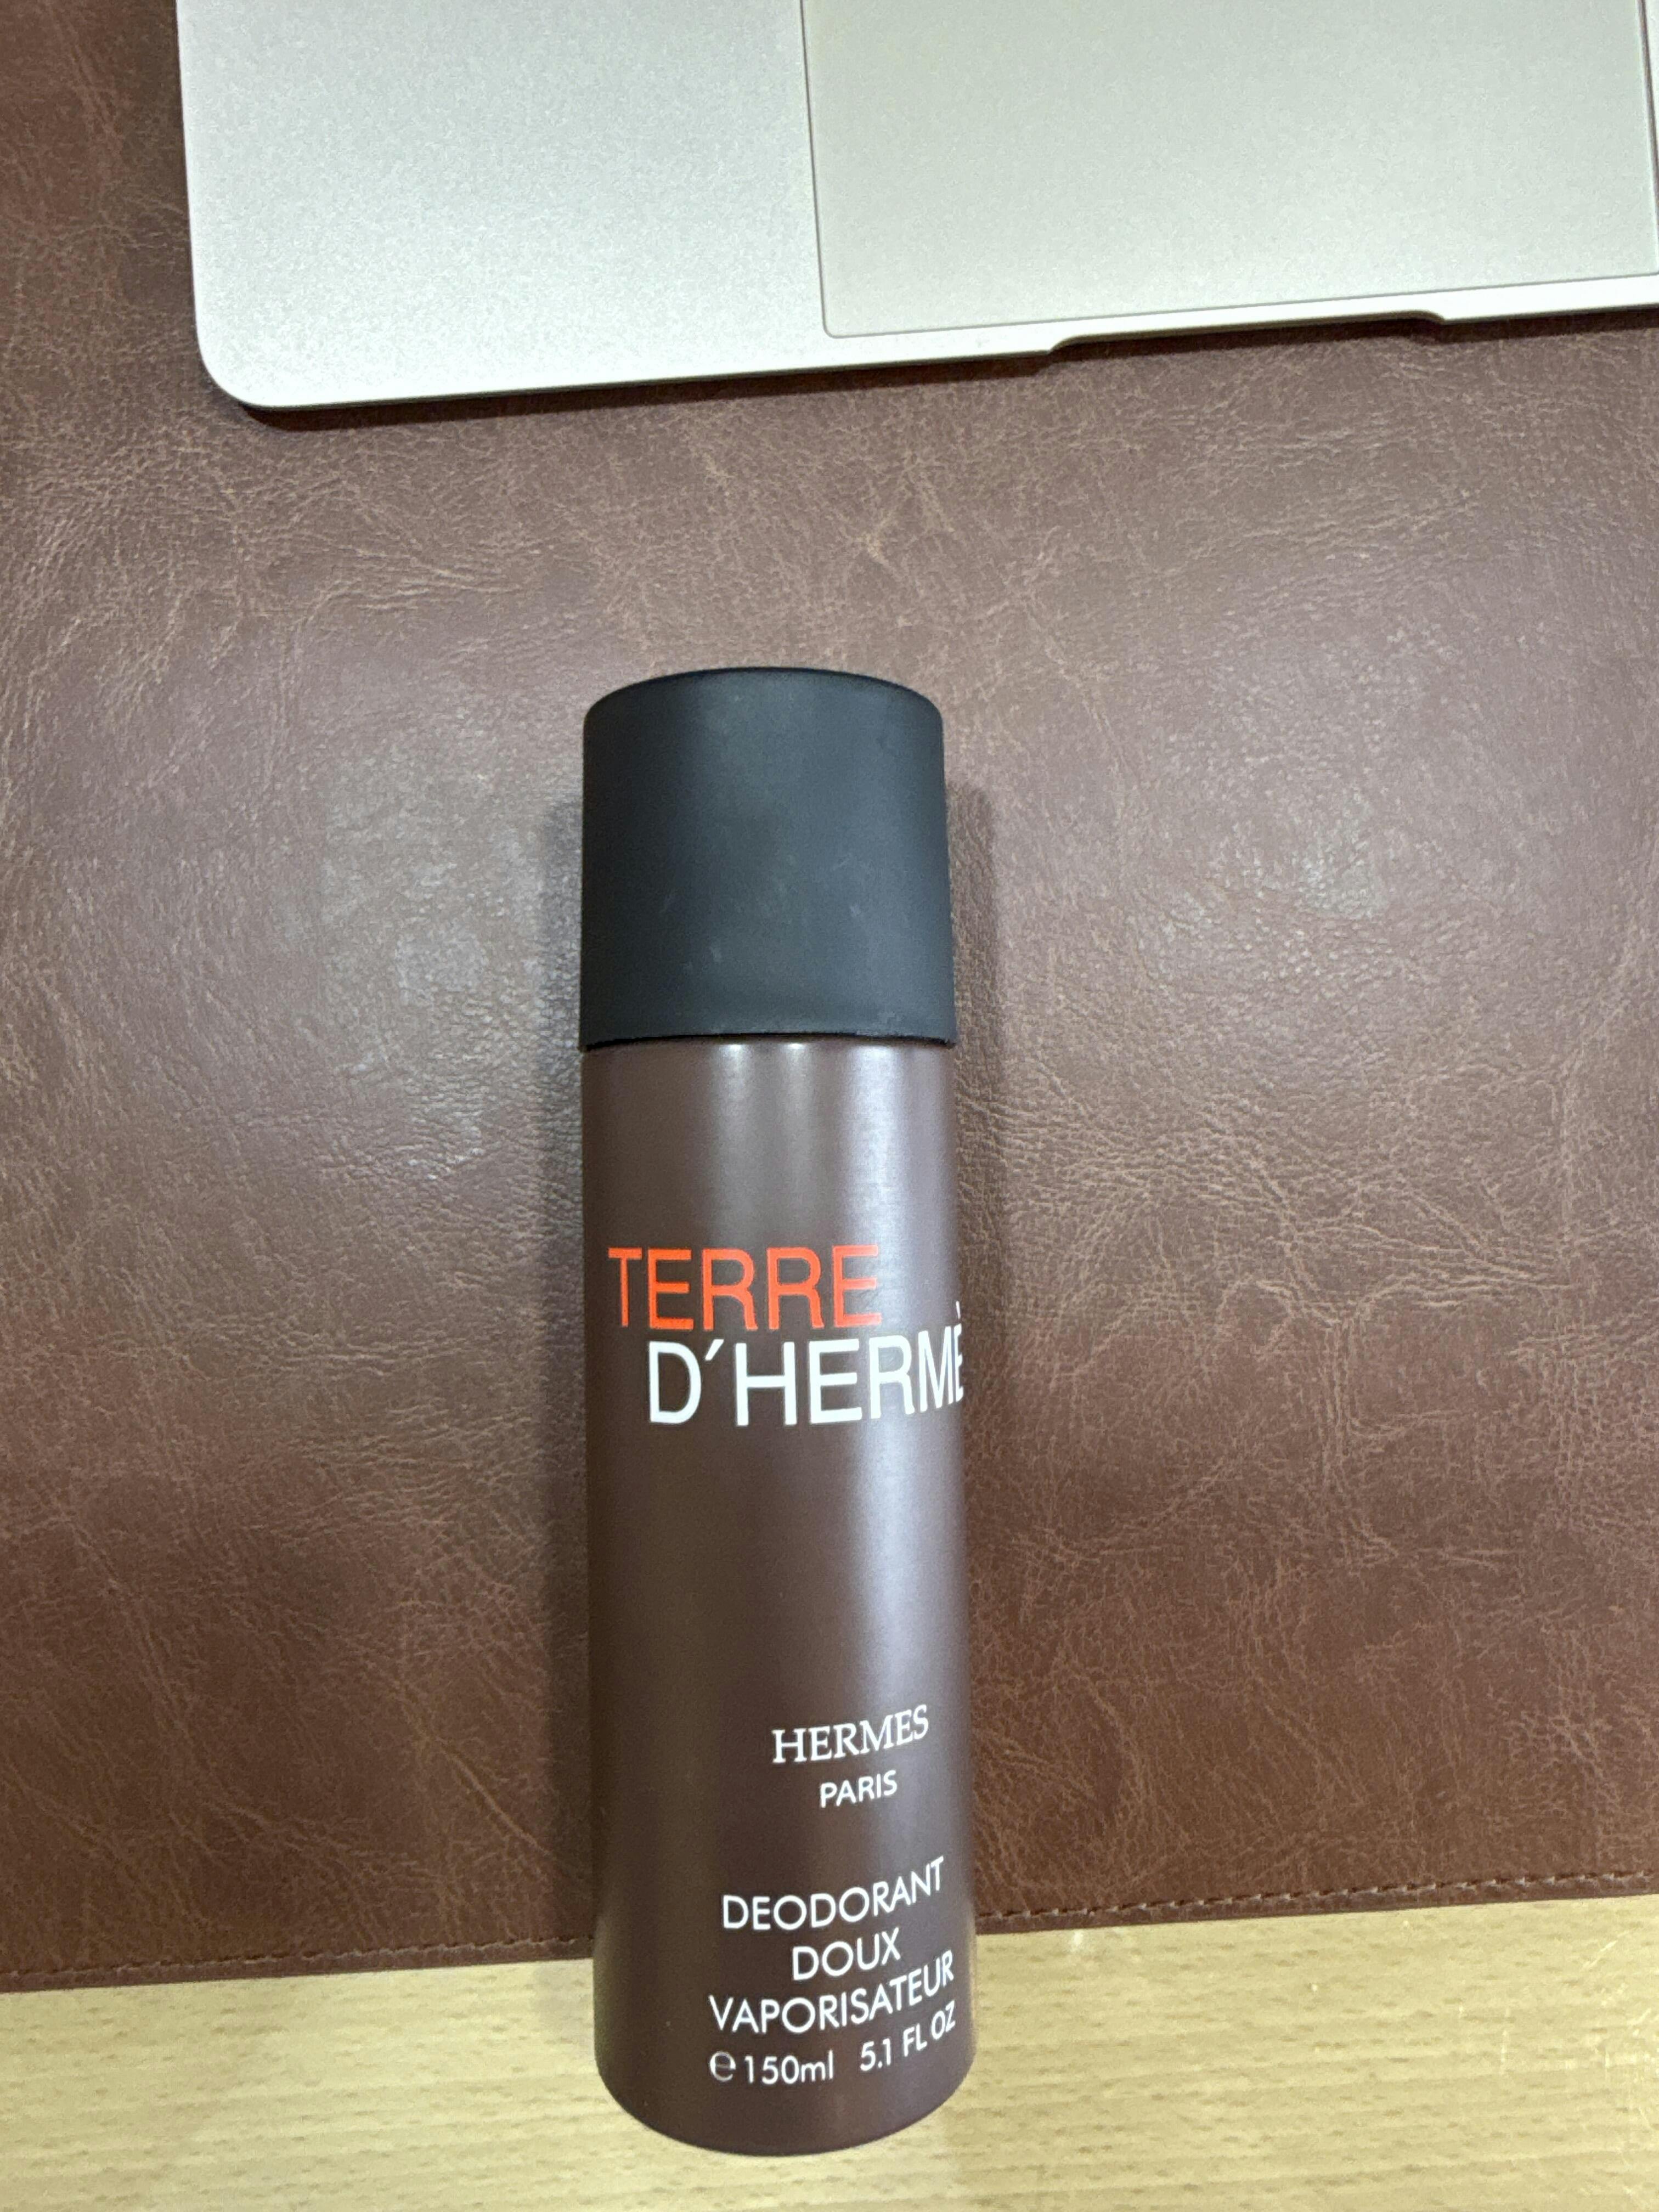 TERRE
D'HERMÈ
HERMES
PARIS
DEODORANT
DOUX
VAPORISATEUR
℮150ml 5.1 FL OZ